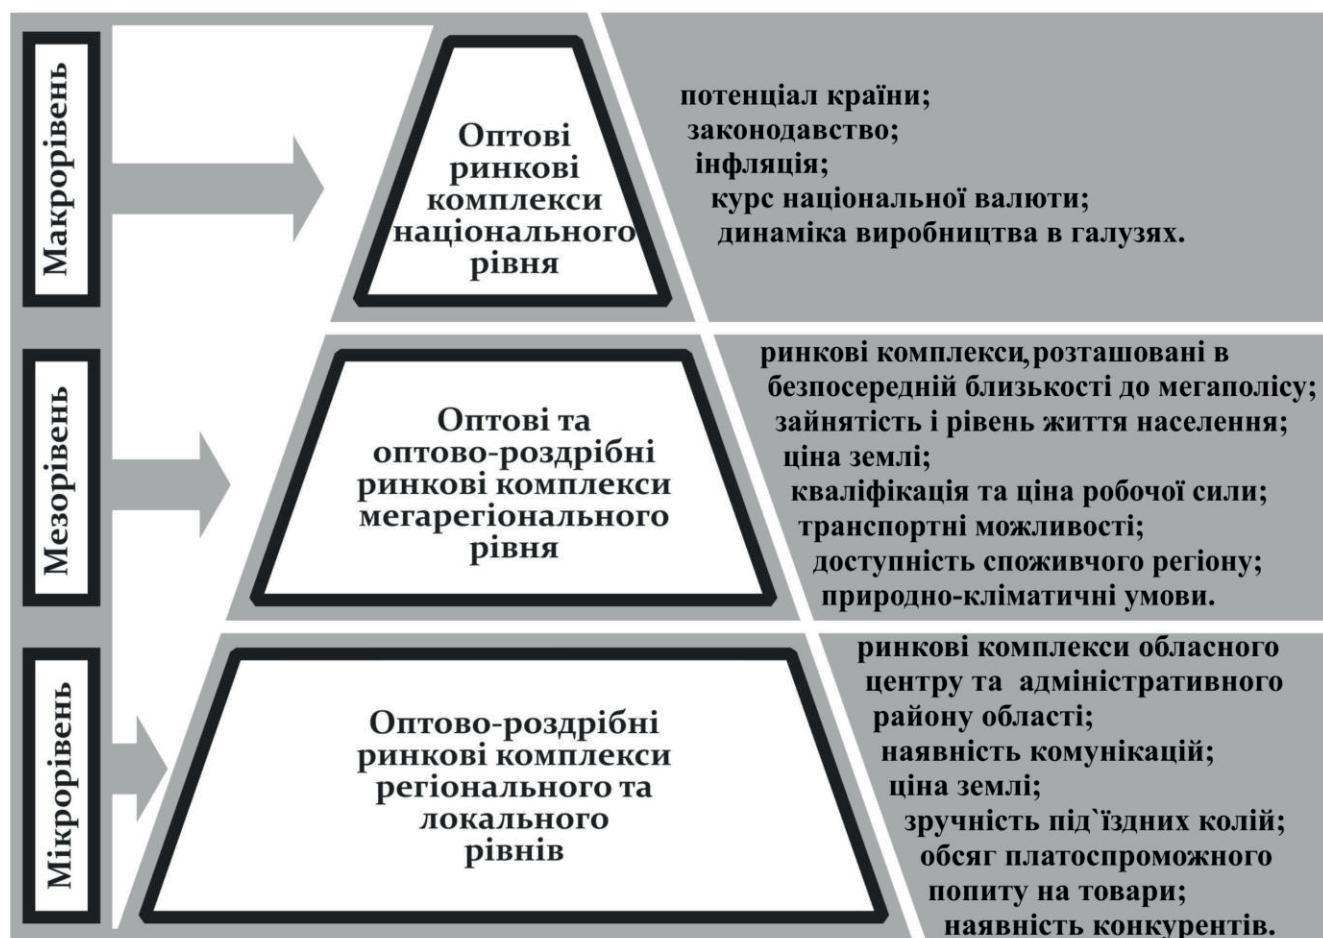 Макрорівень
Оптові
ринкові
комплекси
національного
рівня
потенціал країни;
законодавство;
інфляція;
курс національної валюти;
динаміка виробництва в галузях.
Мезорівень
Оптові та
оптово-роздрібні
ринкові комплекси
мегарегіонального
рівня
ринкові комплекси,розташовані в
безпосередній близькості до мегаполісу;
зайнятість і рівень життя населення;
ціна землі;
кваліфікація та ціна робочої сили;
транспортні можливості;
доступність споживчого регіону;
природно-кліматичні умови.
Мікрорівень
Оптово-роздрібні
ринкові комплекси
регіонального та
локального
рівнів
ринкові комплекси обласного
центру та адміністративного
району області;
наявність комунікацій;
ціна землі;
зручність під`їздних колій;
обсяг платоспроможного
попиту на товари;
наявність конкурентів.